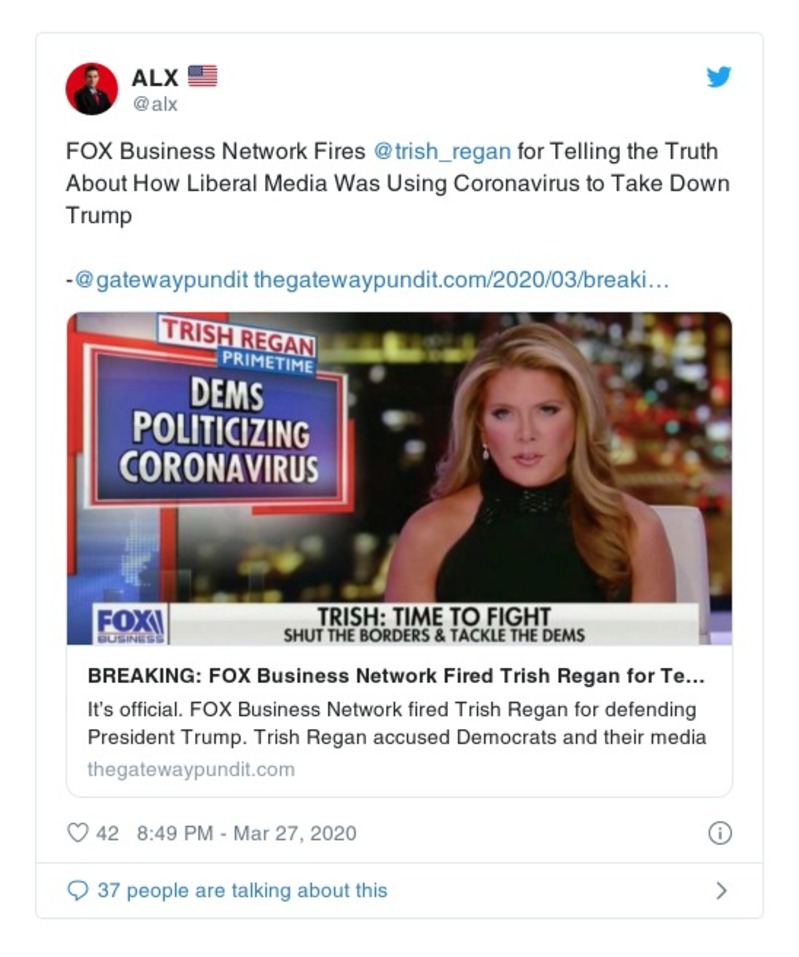 ALX
@alx
FOX Business Network Fires @trish_regan for Telling the Truth
About How Liberal Media Was Using Coronavirus to Take Down
Trump
-@gatewaypundit thegatewaypundit.com/2020/03/breaki…
TRISH REGAN
PRIMETIME
DEMS
POLITICIZING
CORONAVIRUS
FOX
BUSINESS
TRISH: TIME TO FIGHT
SHUT THE BORDERS & TACKLE THE DEMS
BREAKING: FOX Business Network Fired Trish Regan for Te...
It's official. FOX Business Network fired Trish Regan for defending
President Trump. Trish Regan accused Democrats and their media
thegatewaypundit.com
42 8:49 PM - Mar 27, 2020
37 people are talking about this